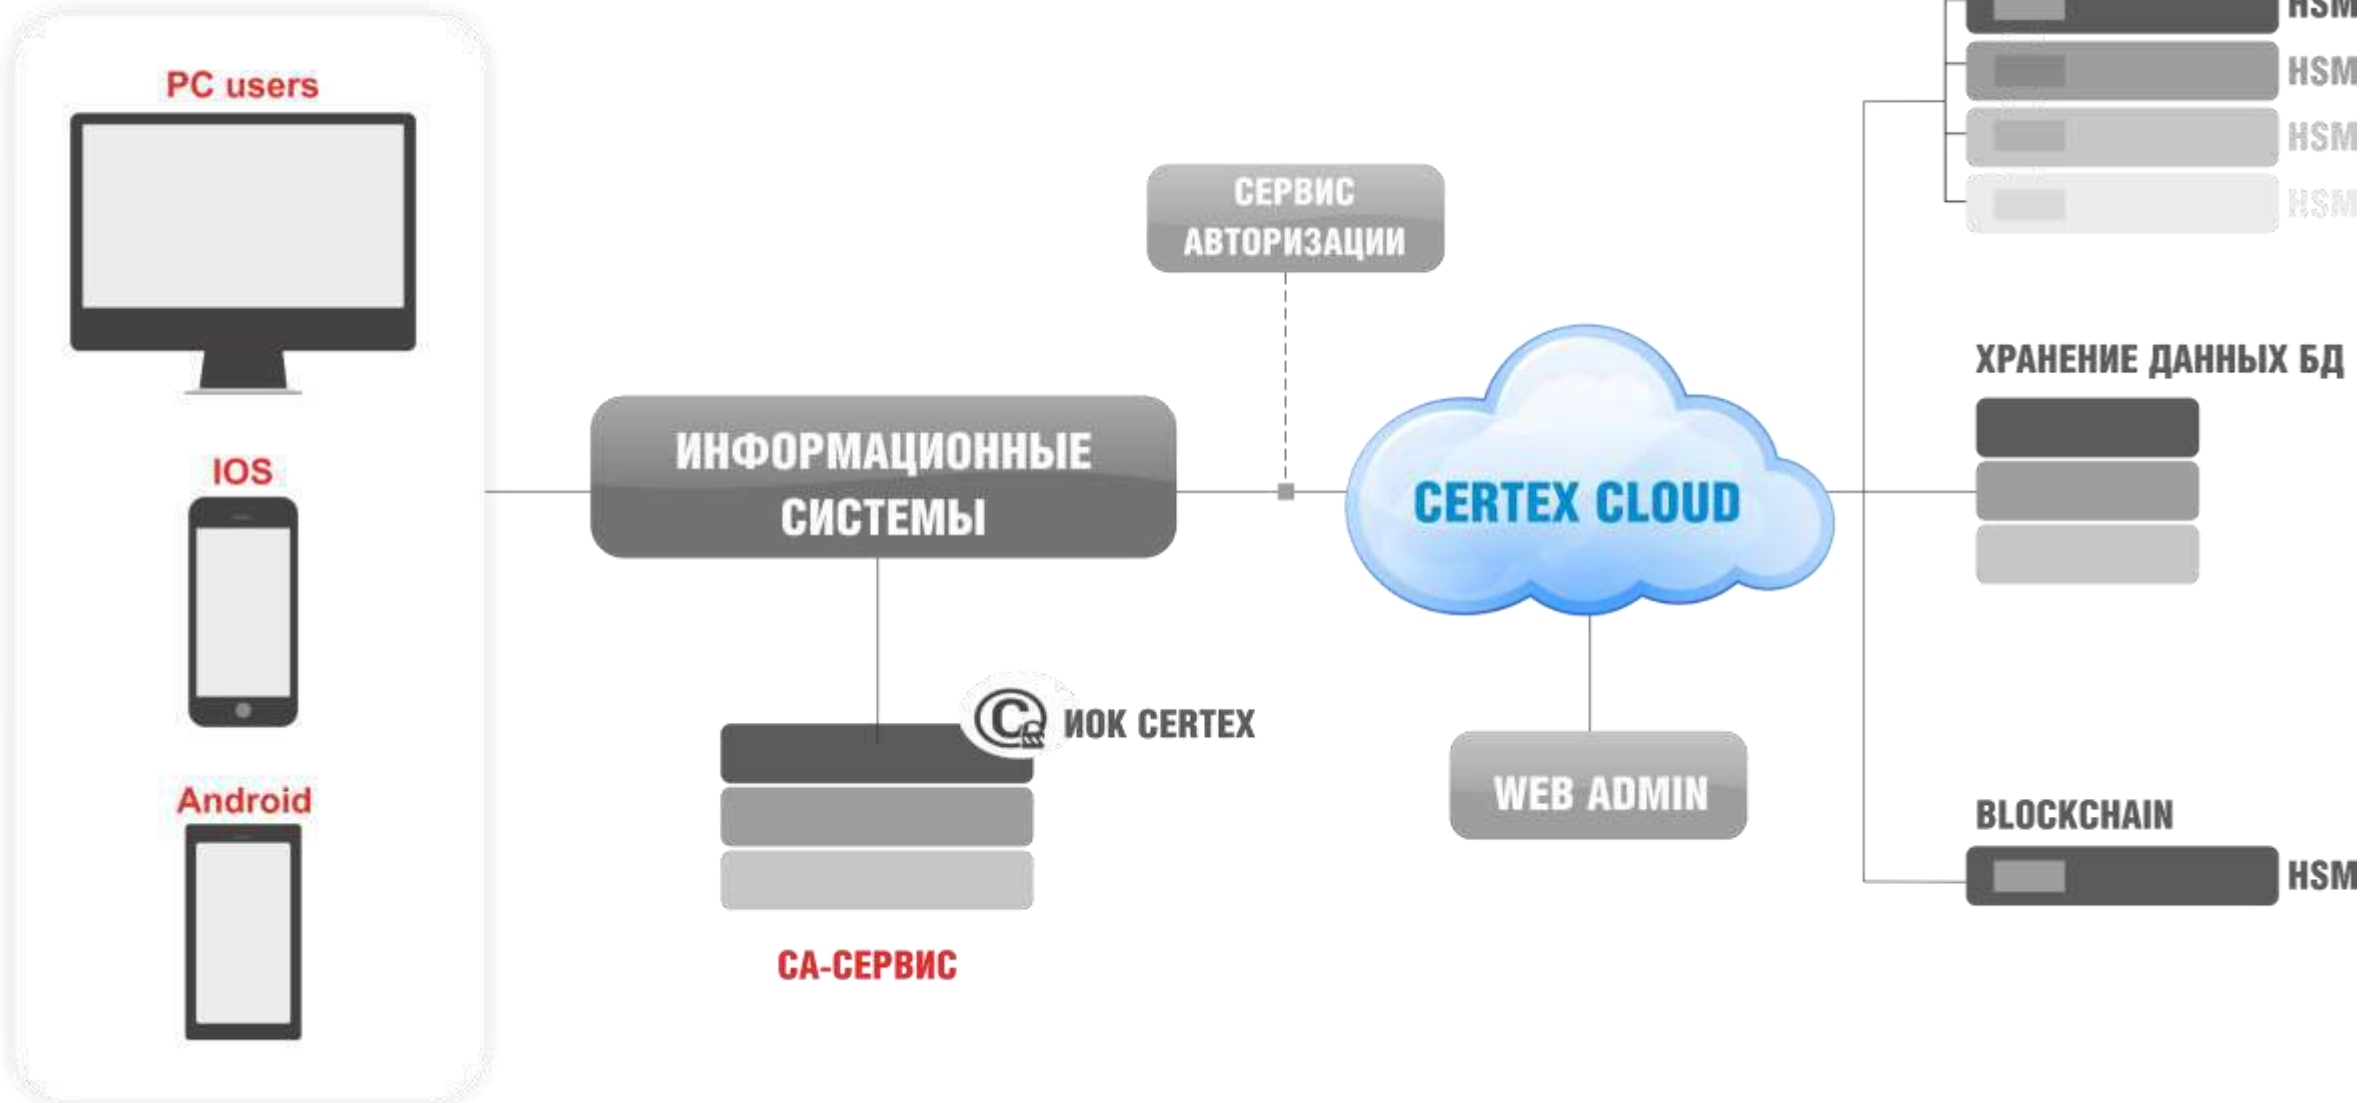 PC users
IOS
Android
ИНФОРМАЦИОННЫЕ
СИСТЕМЫ
ИОК CERTEX
СА-СЕРВИС
СЕРВИС
АВТОРИЗАЦИИ
CERTEX CLOUD
WEB ADMIN
HSM
HSM
HSM
HSM
ХРАНЕНИЕ ДАННЫХ БД
BLOCKCHAIN
HSM